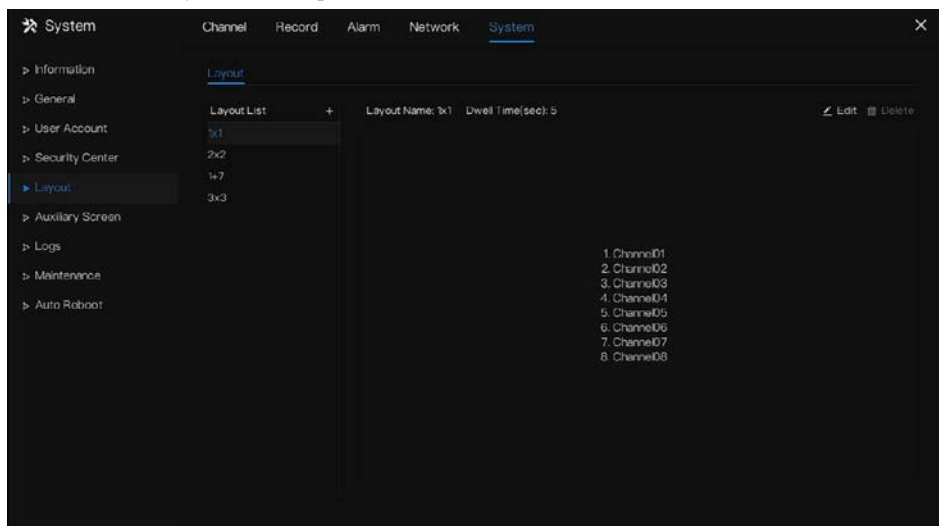 System
Channel Record Alarm Network System
Information
General
User Account
Security Center
Layout
Auxiliary Screen
Logs
Maintenance
Auto Reboot
Layout
Layout List +
1x1
2x2
1+7
3x3
Layout Name: 1x1 Dwell Time(sec): 5
Edit Delete
1. Channel01
2. Channel02
3. Channel03
4. Channel04
5. Channel05
6. Channel06
7. Channel07
8. Channel08